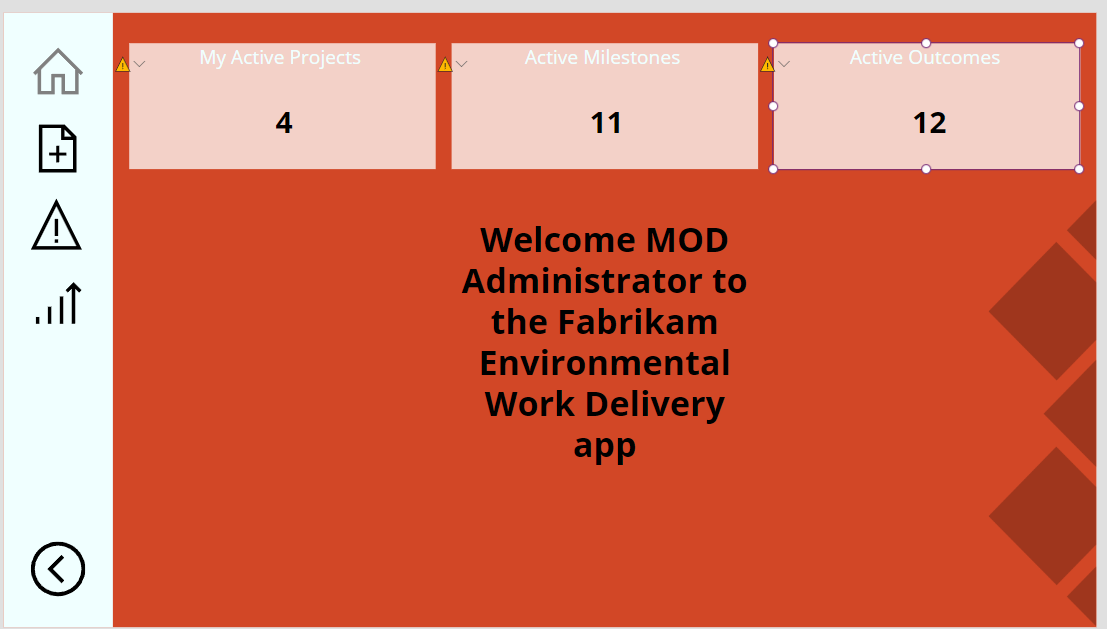 My Active Projects
Active Milestones
Active Outcomes
4
11
12
Welcome MOD
Administrator to
the Fabrikam
Environmental
Work Delivery
app